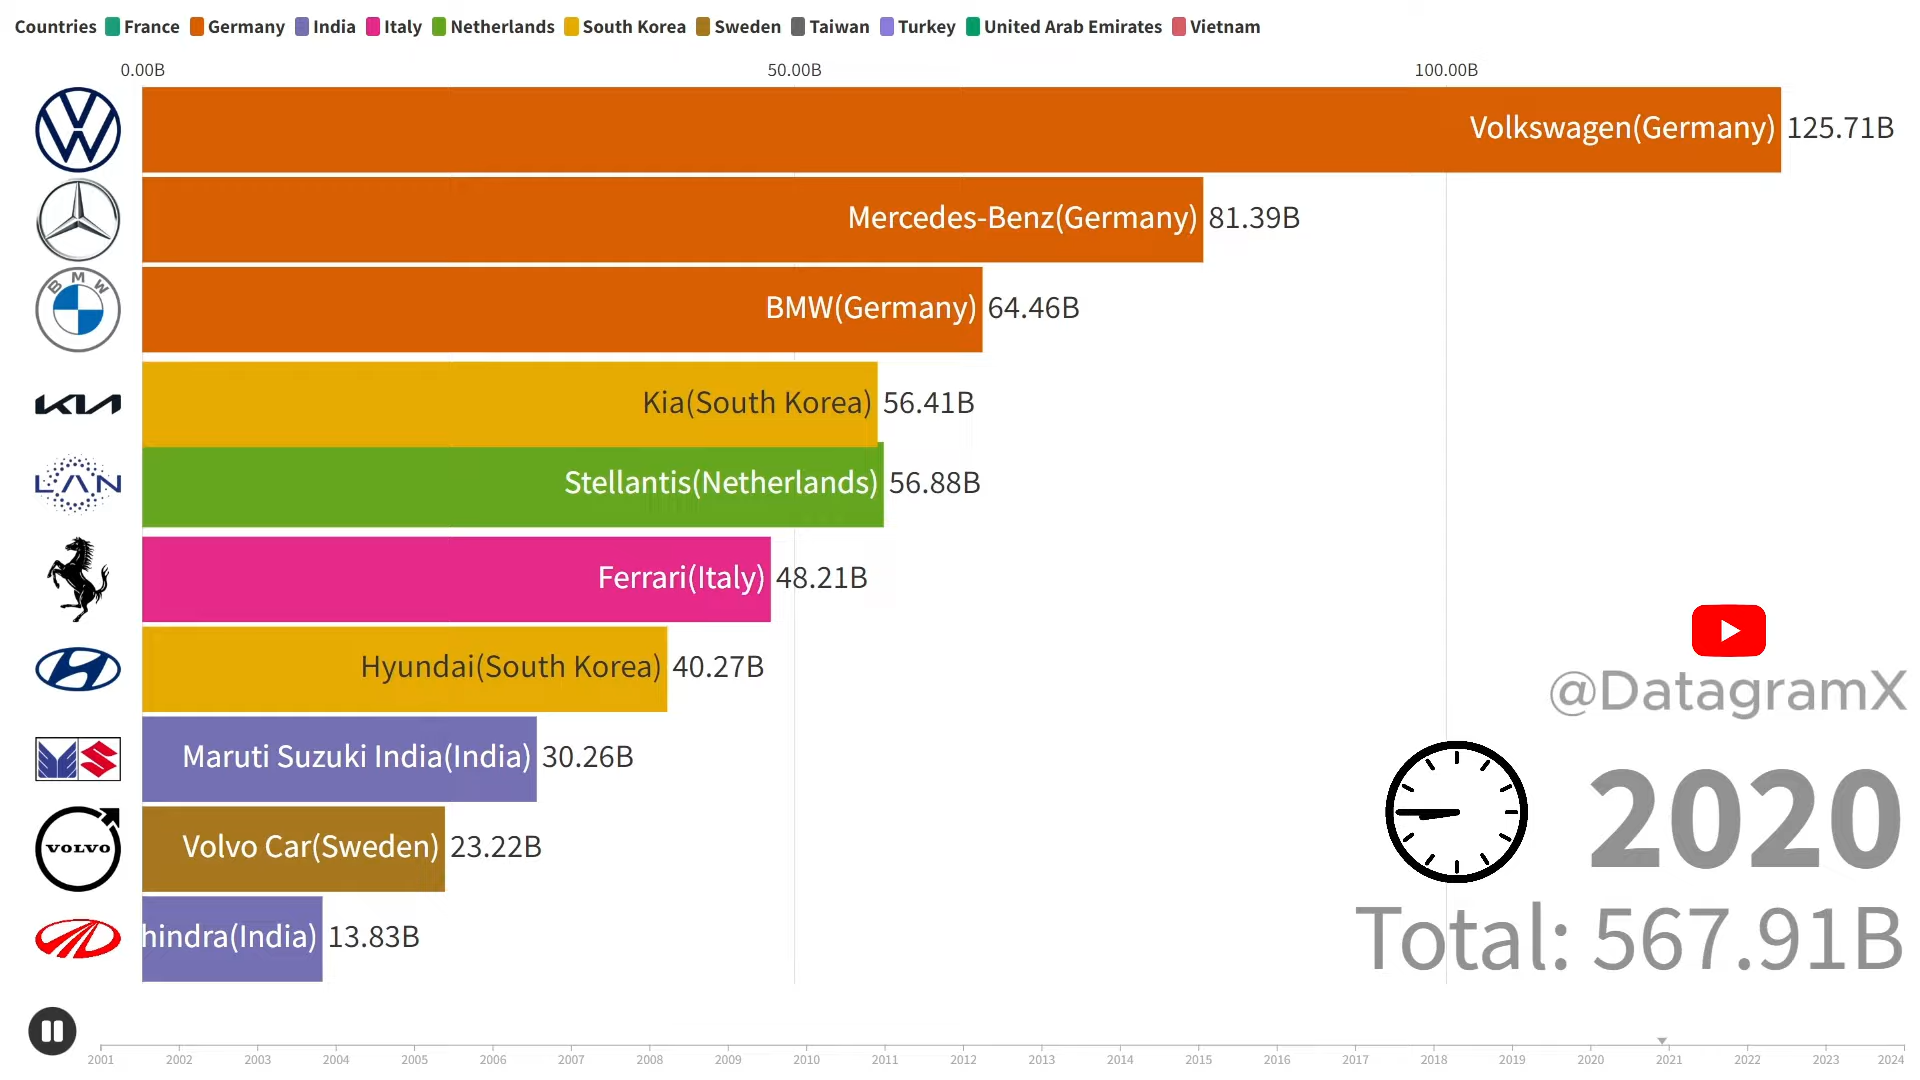 Countries France Germany India Italy Netherlands South Korea Sweden Taiwan Turkey United Arab Emirates Vietnam
0.00B 50.00B 100.00B
Volkswagen(Germany) 125.71B
Mercedes-Benz(Germany) 81.39B
BMW
BMW(Germany) 64.46B
KIA
Kia(South Korea) 56.41B
LAN
Stellantis(Netherlands) 56.88B
Ferrari(Italy) 48.21B
Hyundai(South Korea) 40.27B
Maruti Suzuki India(India) 30.26B
VOLVO
Volvo Car(Sweden) 23.22B
hindra(India) 13.83B
@DatagramX
2020
Total: 567.91B
2001 2002 2003 2004 2005 2006 2007 2008 2009 2010 2011 2012 2013 2014 2015 2016 2017 2018 2019 2020 2021 2022 2023 2024